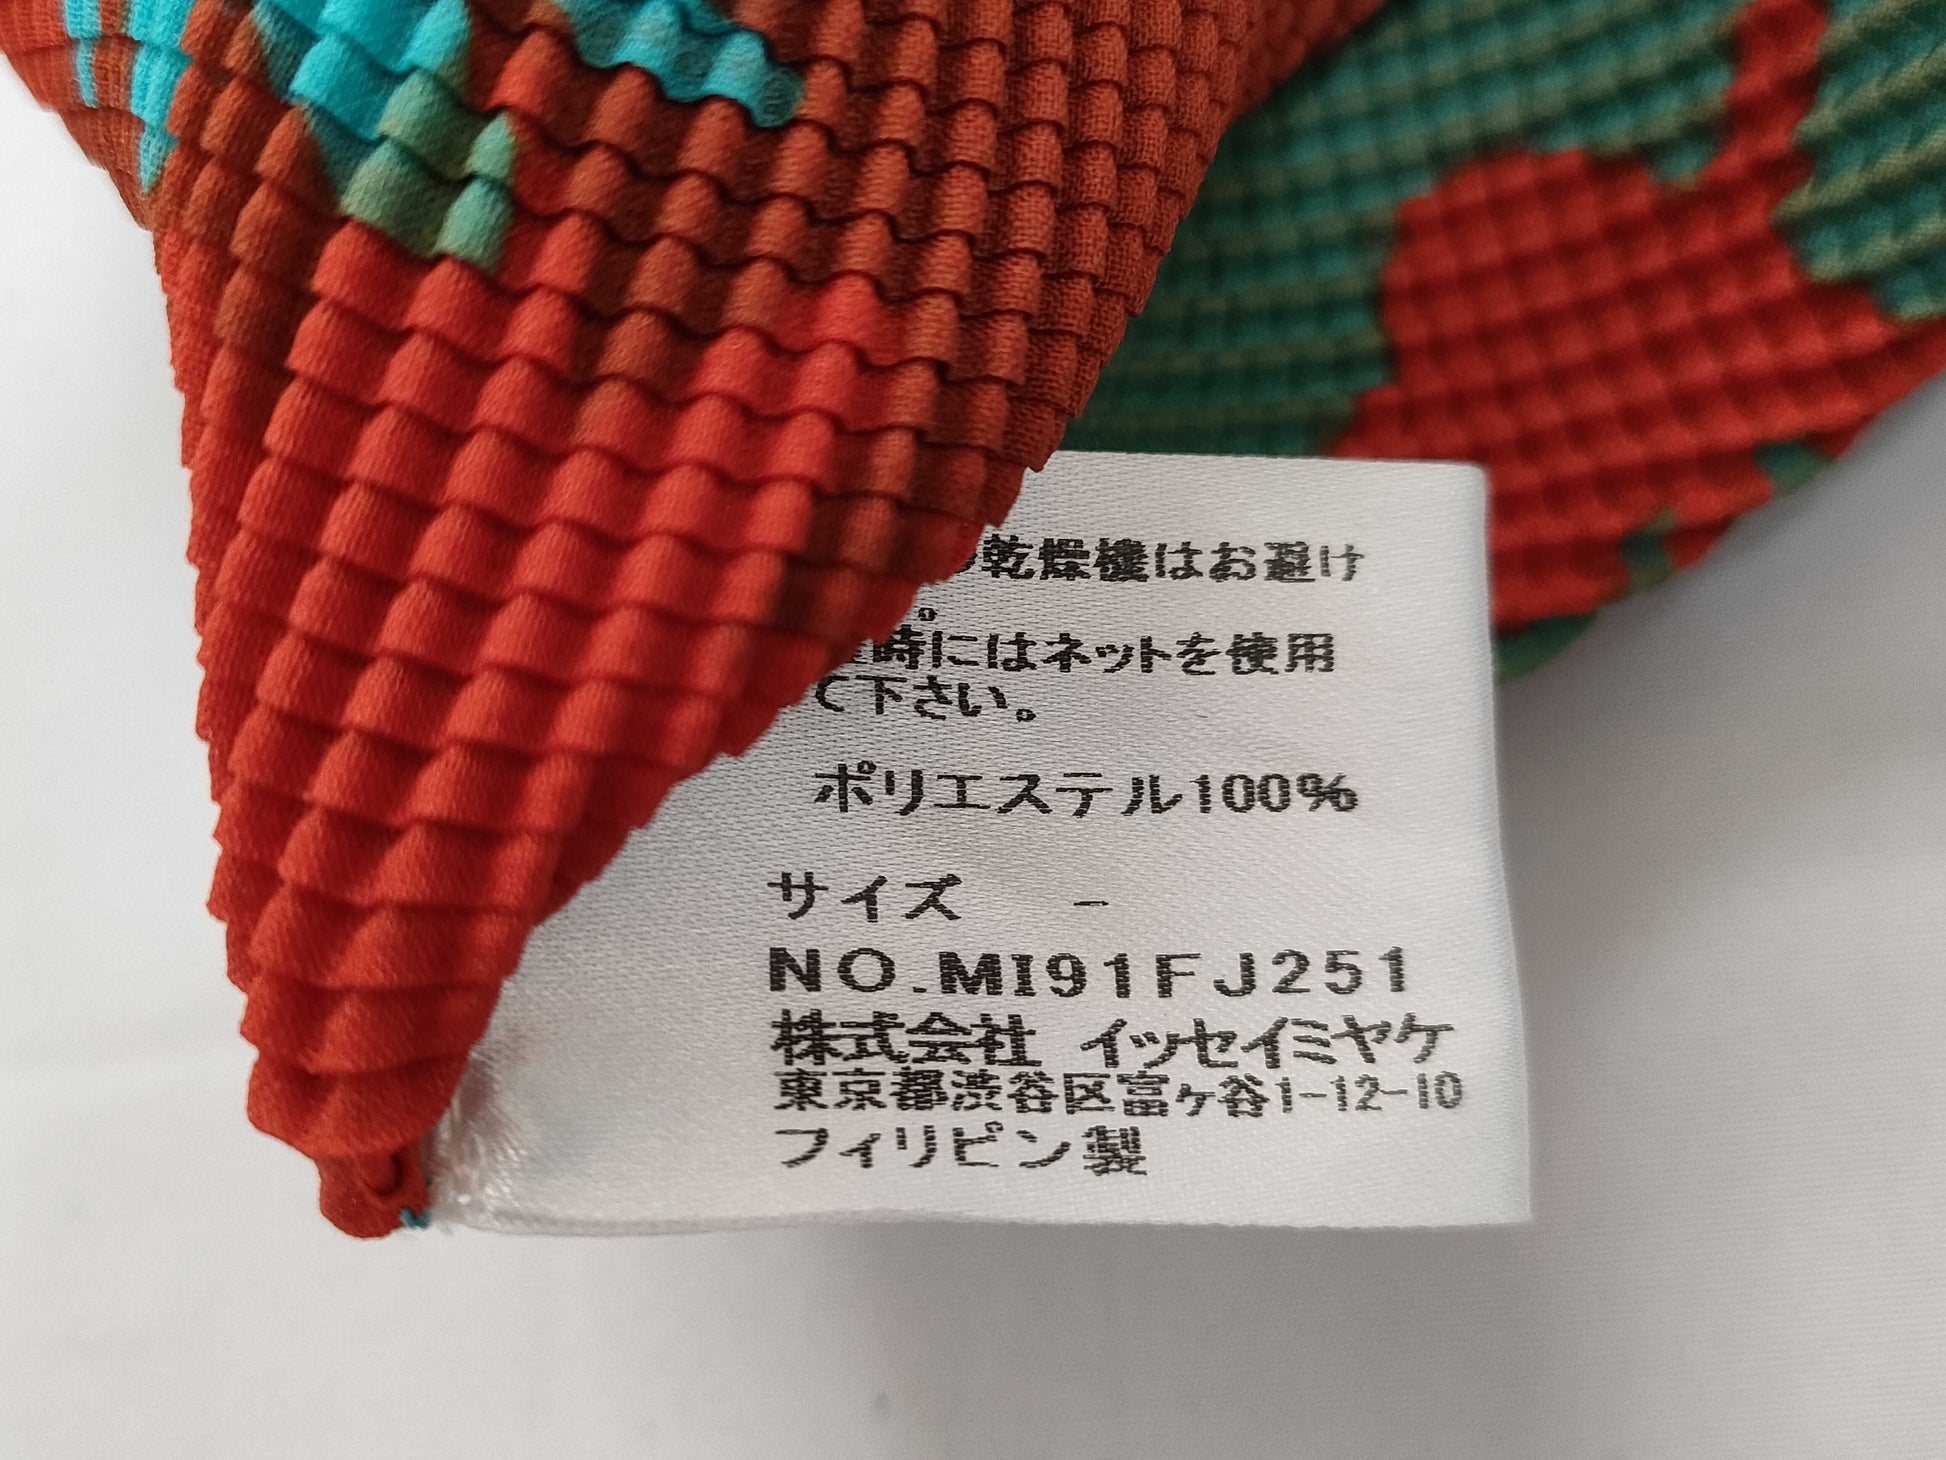 乾燥機はお避け
。
時にはネットを使用
て下さい。
ポリエステル100%
サイズ -
NO.MI91FJ251
株式会社 イッセイミヤケ
東京都渋谷区富ヶ谷1-12-10
フィリピン製